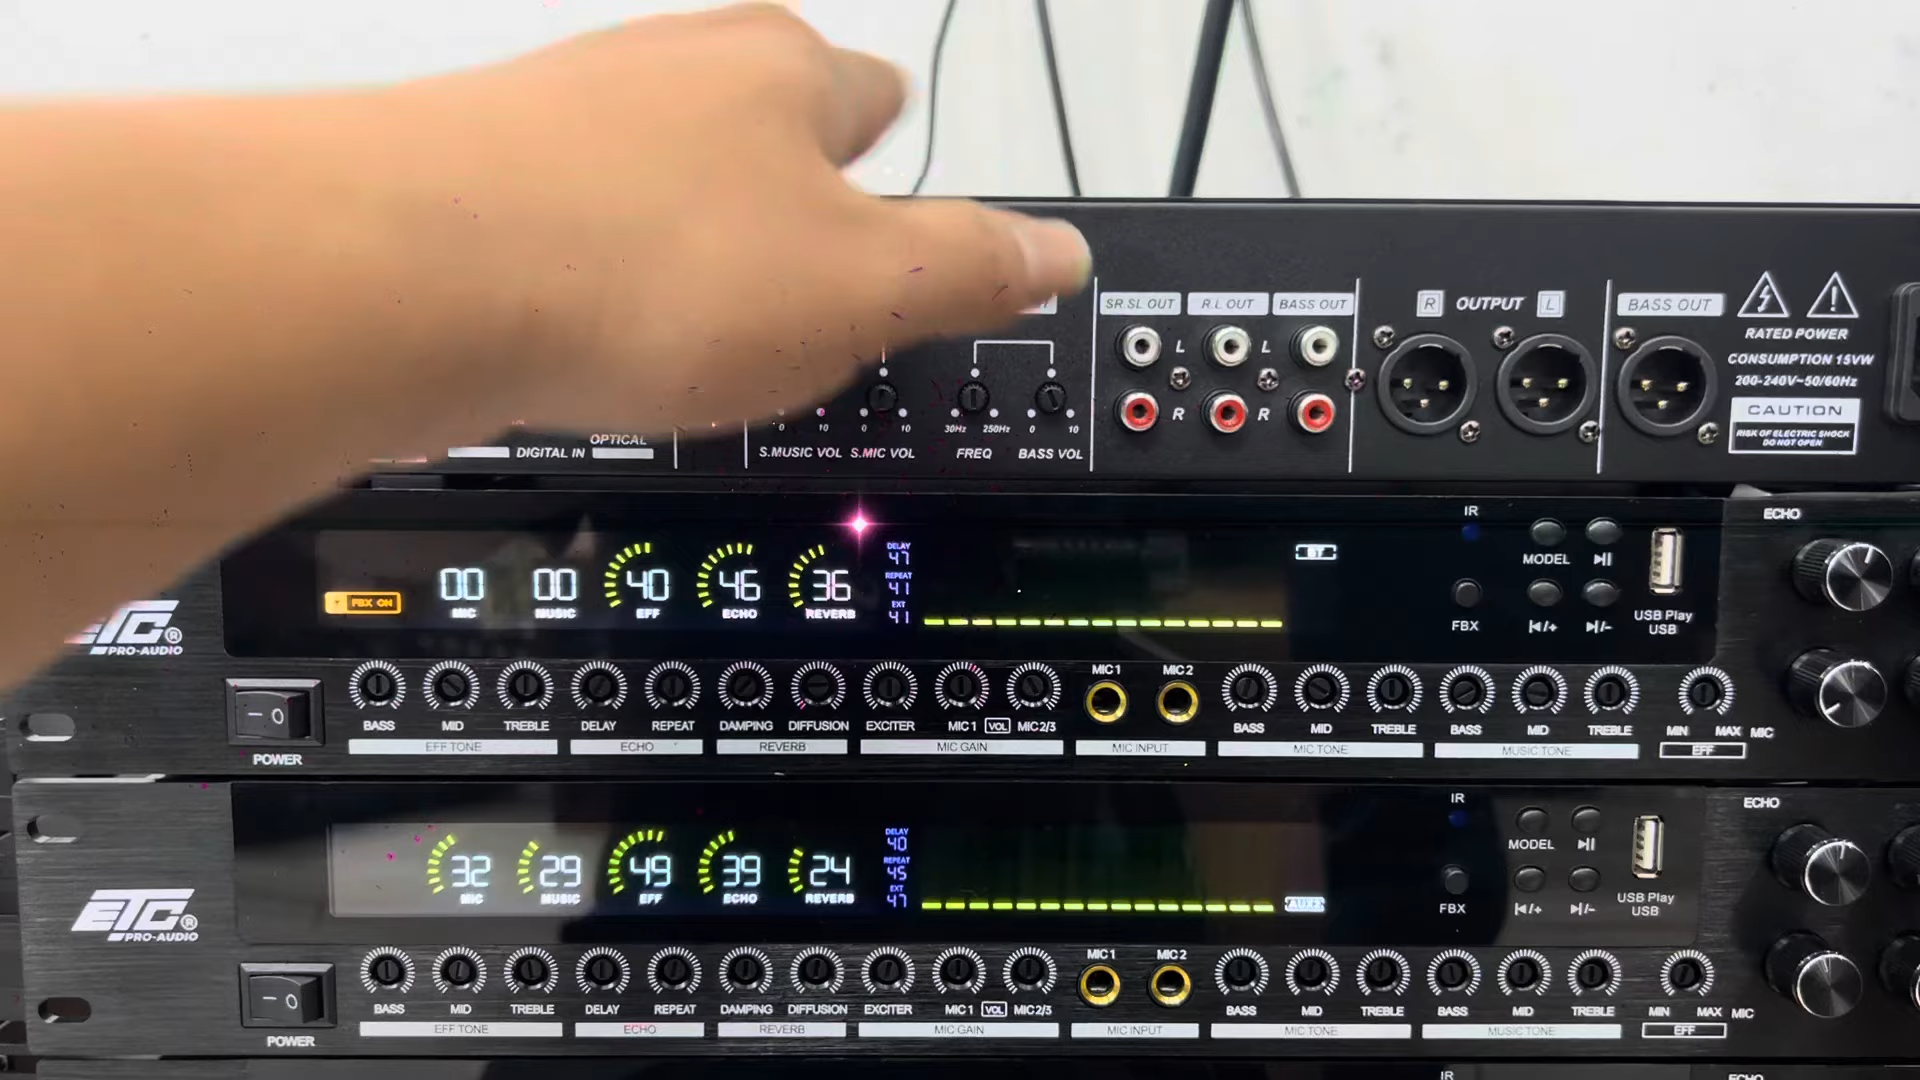 SR SL OUT R.L OUT BASS OUT
R OUTPUT L
BASS OUT
RATED POWER
CONSUMPTION 15VW
200-240V~50/60Hz
CAUTION
RISK OF ELECTRIC SHOCK
DO NOT OPEN
L L
R R
0 10 0 10 30Hz 250Hz 0 10
S.MUSIC VOL S.MIC VOL FREQ BASS VOL
OPTICAL
DIGITAL IN
ETC®
PRO-AUDIO
FBX ON
00 MIC
00 MUSIC
40 EFF
46 ECHO
36 REVERB
DELAY
47
REPEAT
41
EXT
41
BT
IR
MODEL
FBX
USB Play
USB
ECHO
POWER
BASS MID TREBLE DELAY REPEAT DAMPING DIFFUSION EXCITER MIC 1 VOL MIC 2/3
MIC 1 MIC 2
BASS MID TREBLE BASS MID TREBLE MIN MAX MIC
EFF TONE ECHO REVERB MIC GAIN MIC INPUT MIC TONE MUSIC TONE EFF
ETC®
PRO-AUDIO
32 MIC
29 MUSIC
49 EFF
39 ECHO
24 REVERB
DELAY
40
REPEAT
45
EXT
47
IR
MODEL
FBX
USB Play
USB
ECHO
POWER
BASS MID TREBLE DELAY REPEAT DAMPING DIFFUSION EXCITER MIC 1 VOL MIC 2/3
MIC 1 MIC 2
BASS MID TREBLE BASS MID TREBLE MIN MAX MIC
EFF TONE ECHO REVERB MIC GAIN MIC INPUT MIC TONE MUSIC TONE EFF
IR
ECHO